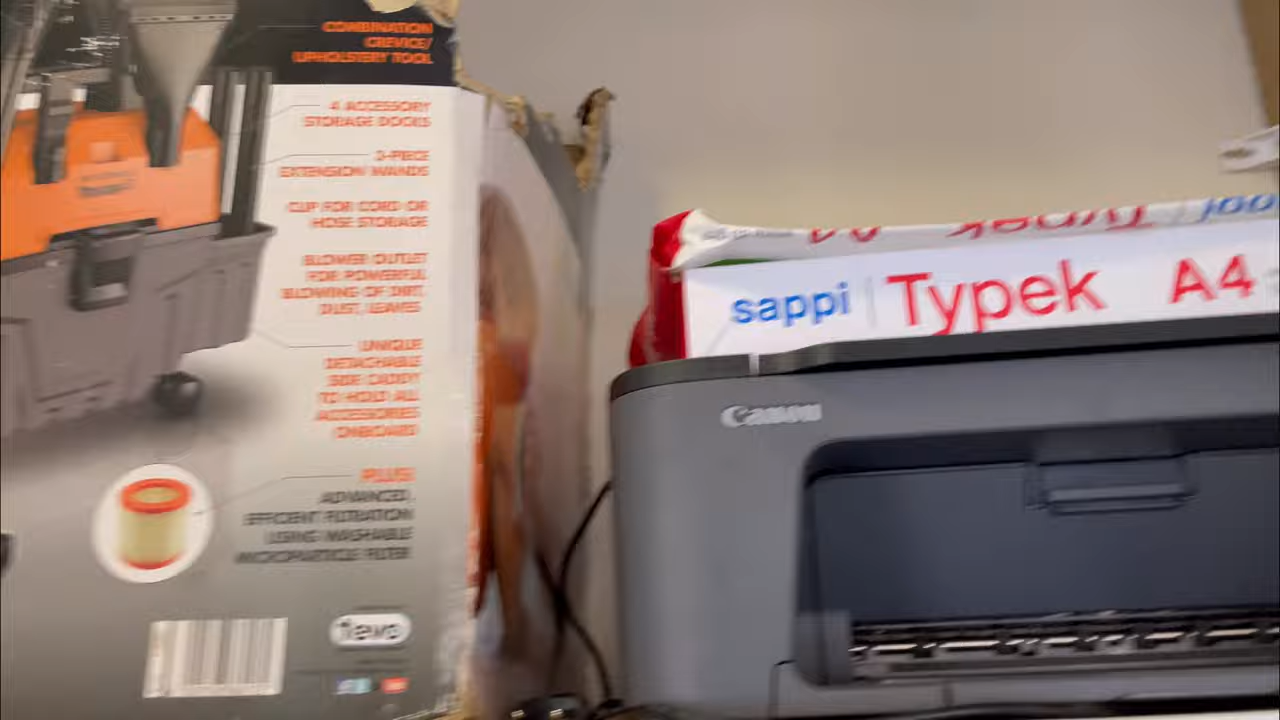 COMBINATION
CREVICE/
UPHOLSTERY TOOL
4 ACCESSORY
STORAGE DOCKS
3-PIECE
EXTENSION WANDS
CLIP FOR CORD OR
HOSE STORAGE
BLOWER OUTLET
FOR POWERFUL
BLOWING OF DIRT,
DUST, LEAVES
UNIQUE
DETACHABLE
SIDE CADDY
TO HOLD ALL
ACCESSORIES
ONBOARD
PLUS!
ADVANCED,
EFFICIENT FILTRATION
USING WASHABLE
MICROPARTICLE FILTER
Typek
sappi | Typek A4
Canon